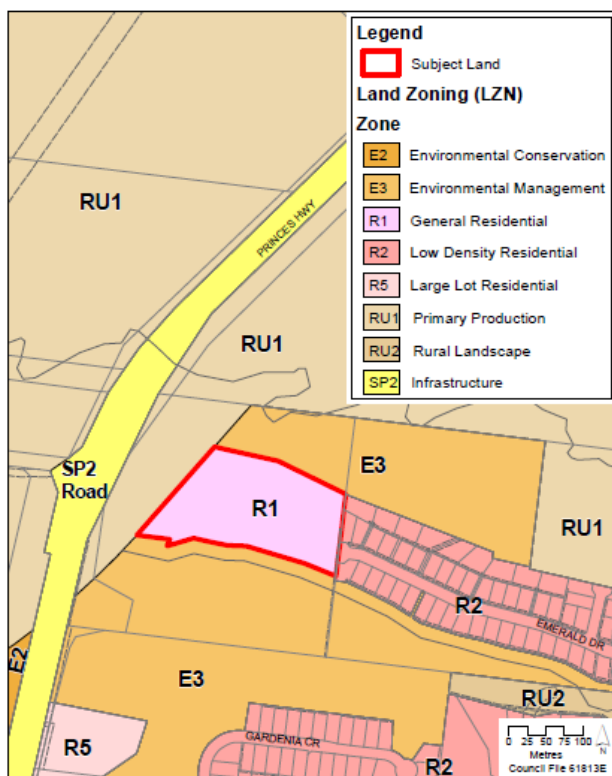 Legend
Subject Land
Land Zoning (LZN)
Zone
E2 Environmental Conservation
E3 Environmental Management
R1 General Residential
R2 Low Density Residential
R5 Large Lot Residential
RU1 Primary Production
RU2 Rural Landscape
SP2 Infrastructure
RU1
PRINCES HWY
RU1
E3
SP2
Road
R1
RU1
R2
EMERALD DR
E2
E3
RU2
R5
GARDENIA CR
R2
0 25 50 75 100
Metres
N
Council File 61813E